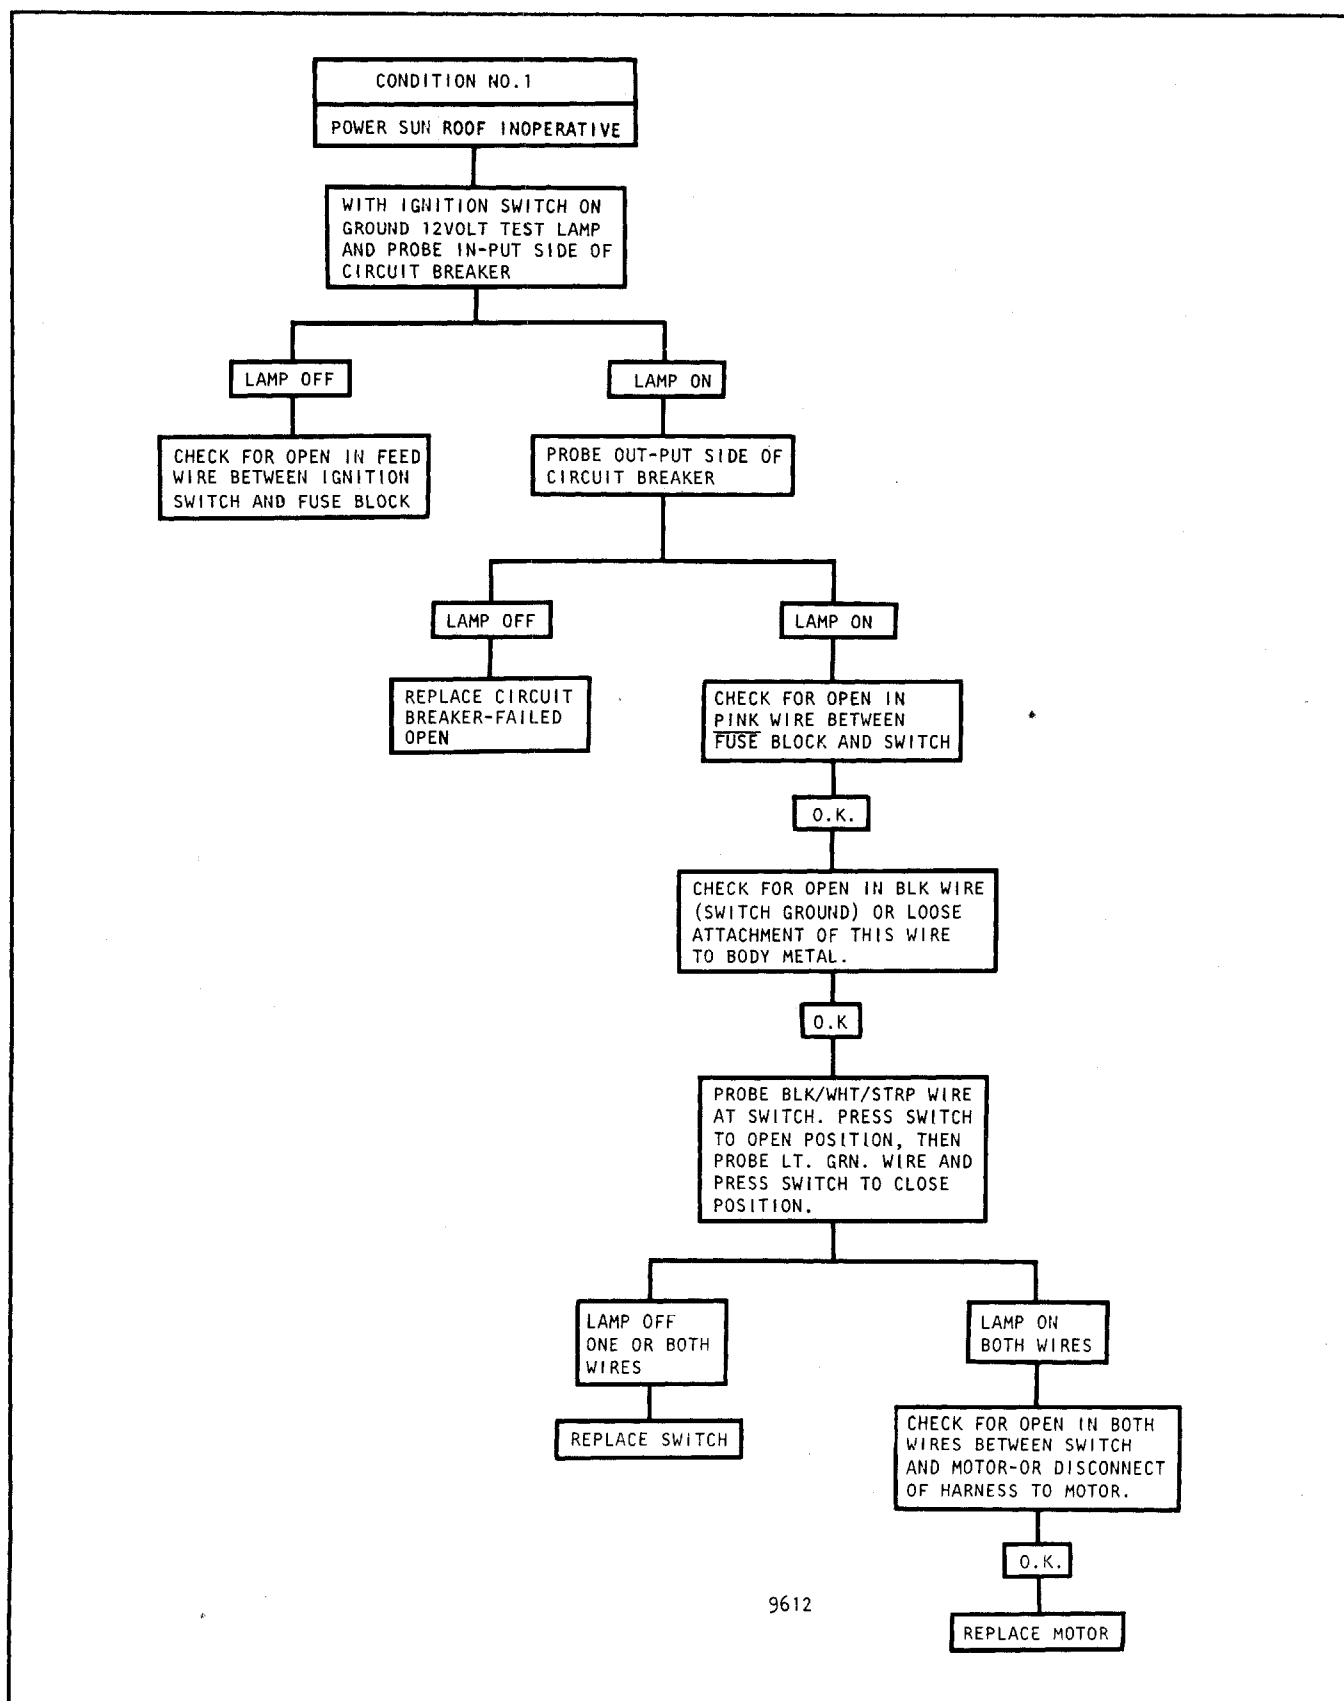 CONDITION NO.1
POWER SUN ROOF INOPERATIVE
WITH IGNITION SWITCH ON
GROUND 12VOLT TEST LAMP
AND PROBE IN-PUT SIDE OF
CIRCUIT BREAKER
LAMP OFF
LAMP ON
CHECK FOR OPEN IN FEED
WIRE BETWEEN IGNITION
SWITCH AND FUSE BLOCK
PROBE OUT-PUT SIDE OF
CIRCUIT BREAKER
LAMP OFF
LAMP ON
REPLACE CIRCUIT
BREAKER-FAILED
OPEN
CHECK FOR OPEN IN
PINK WIRE BETWEEN
FUSE BLOCK AND SWITCH
O.K.
CHECK FOR OPEN IN BLK WIRE
(SWITCH GROUND) OR LOOSE
ATTACHMENT OF THIS WIRE
TO BODY METAL.
O.K
PROBE BLK/WHT/STRP WIRE
AT SWITCH. PRESS SWITCH
TO OPEN POSITION, THEN
PROBE LT. GRN. WIRE AND
PRESS SWITCH TO CLOSE
POSITION.
LAMP OFF
ONE OR BOTH
WIRES
LAMP ON
BOTH WIRES
REPLACE SWITCH
CHECK FOR OPEN IN BOTH
WIRES BETWEEN SWITCH
AND MOTOR-OR DISCONNECT
OF HARNESS TO MOTOR.
O.K.
REPLACE MOTOR
9612